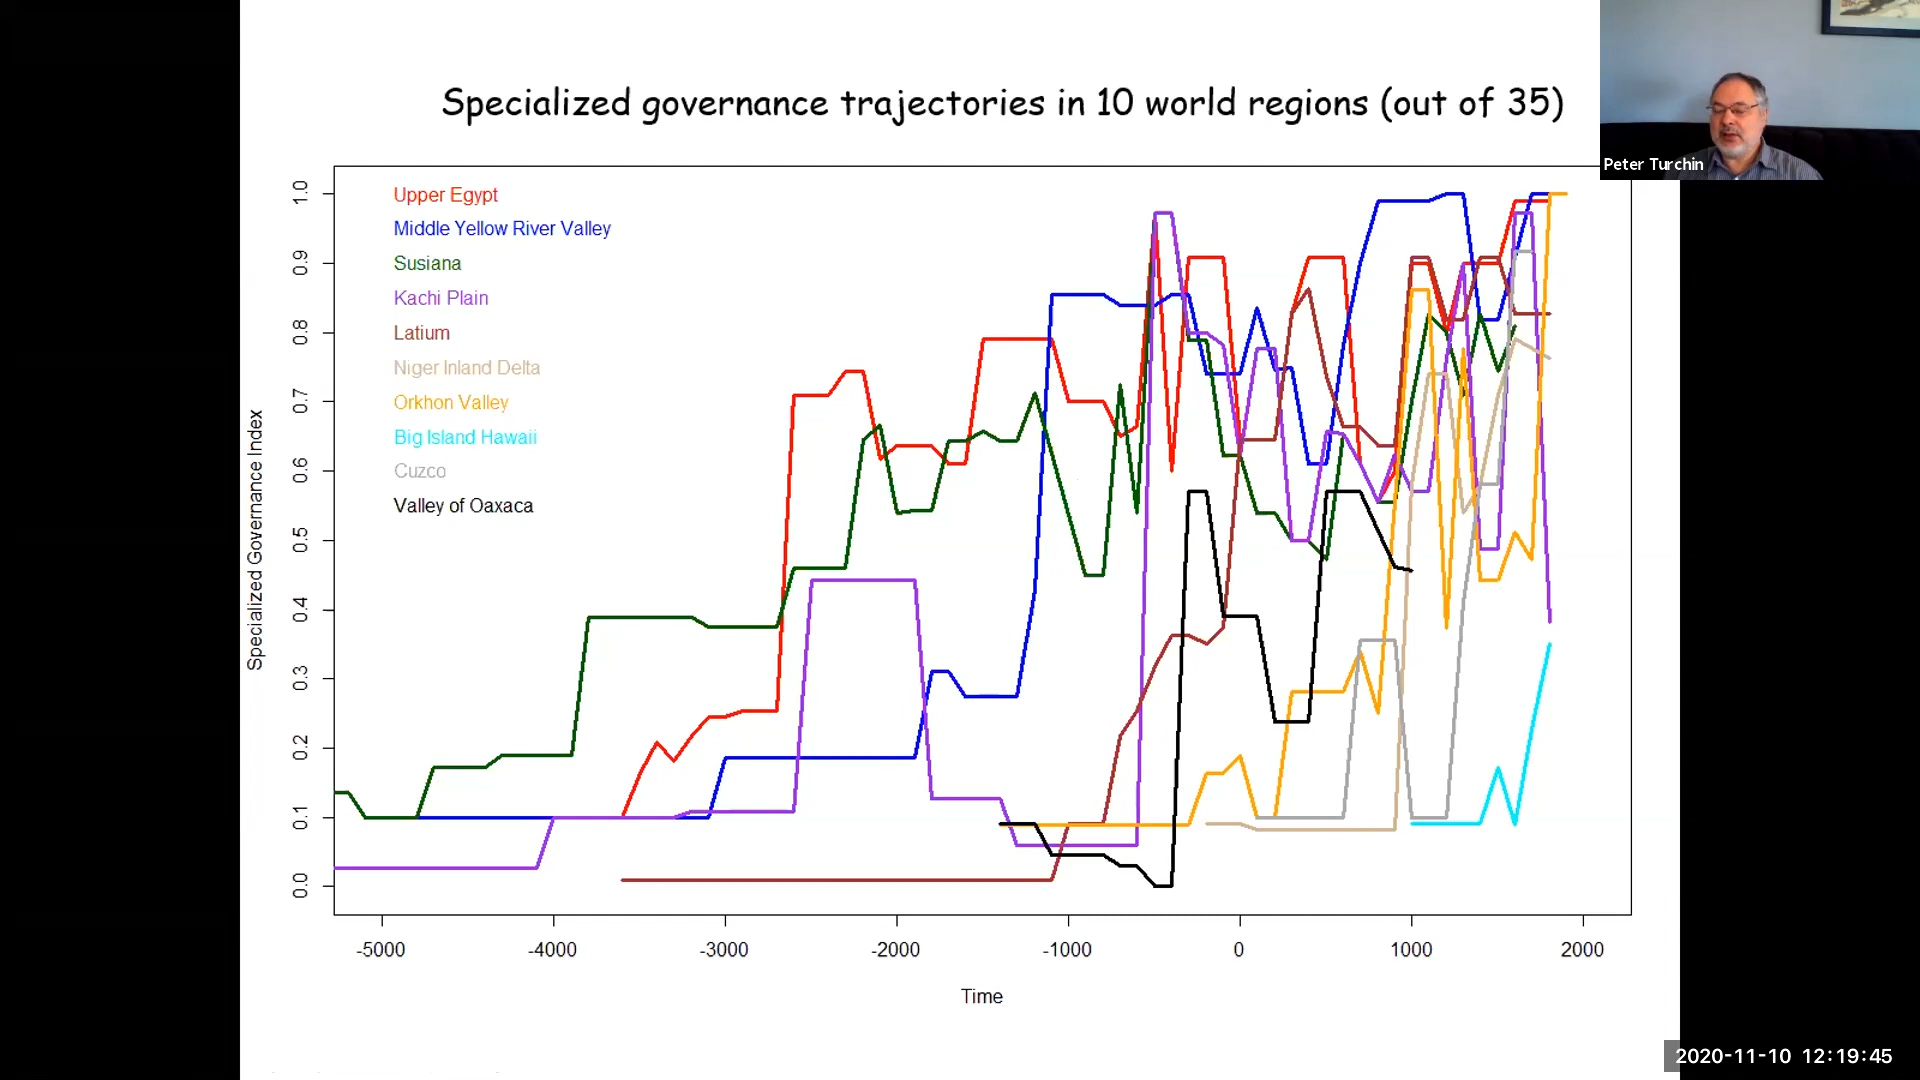 Specialized governance trajectories in 10 world regions (out of 35)
Peter Turchin
Upper Egypt
Middle Yellow River Valley
Susiana
Kachi Plain
Latium
Niger Inland Delta
Orkhon Valley
Big Island Hawaii
Cuzco
Valley of Oaxaca
Specialized Governance Index
1.0
0.9
0.8
0.7
0.6
0.5
0.4
0.3
0.2
0.1
0.0
-5000 -4000 -3000 -2000 -1000 0 1000 2000
Time
2020-11-10 12:19:45